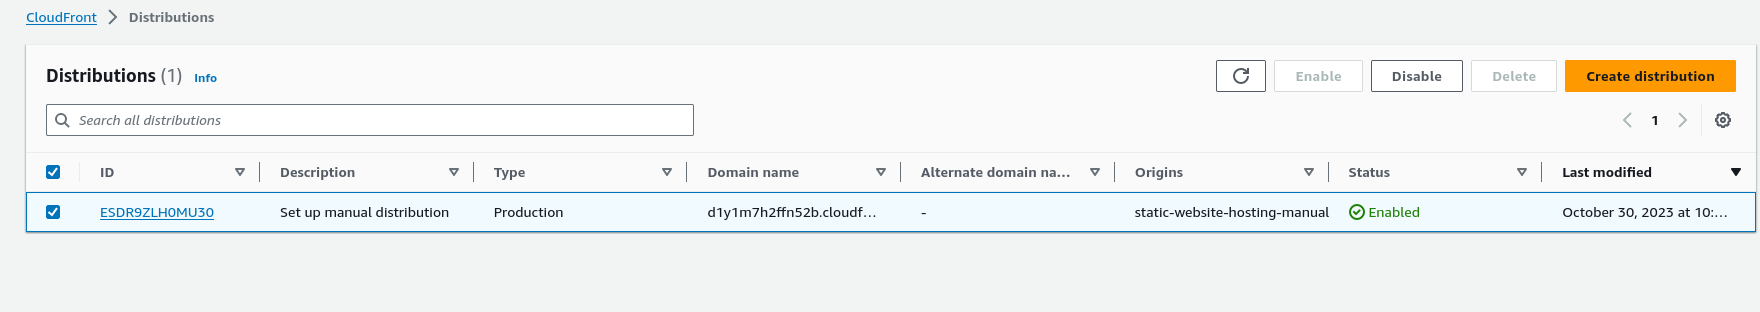 CloudFront > Distributions
Distributions (1) Info
Enable Disable Delete Create distribution
Search all distributions
1
ID Description Type Domain name Alternate domain na... Origins Status Last modified
ESDR9ZLH0MU30 Set up manual distribution Production d1y1m7h2ffn52b.cloudf... - static-website-hosting-manual Enabled October 30, 2023 at 10:...